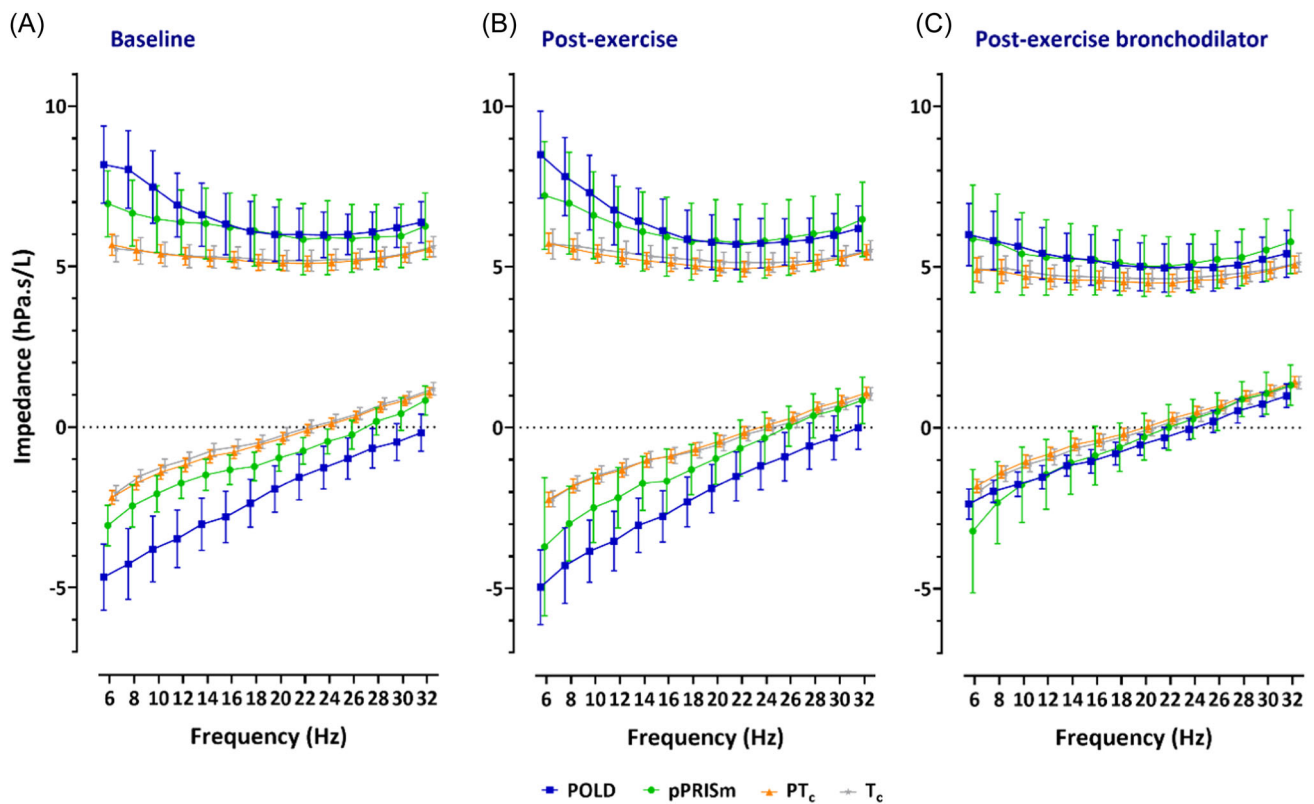 (A)
Baseline
(B)
Post-exercise
(C)
Post-exercise bronchodilator
Impedance (hPa.s/L)
10
5
0
-5
6 8 10 12 14 16 18 20 22 24 26 28 30 32
Frequency (Hz)
10
5
0
-5
6 8 10 12 14 16 18 20 22 24 26 28 30 32
Frequency (Hz)
10
5
0
-5
6 8 10 12 14 16 18 20 22 24 26 28 30 32
Frequency (Hz)
POLD pPRISm PTc Tc